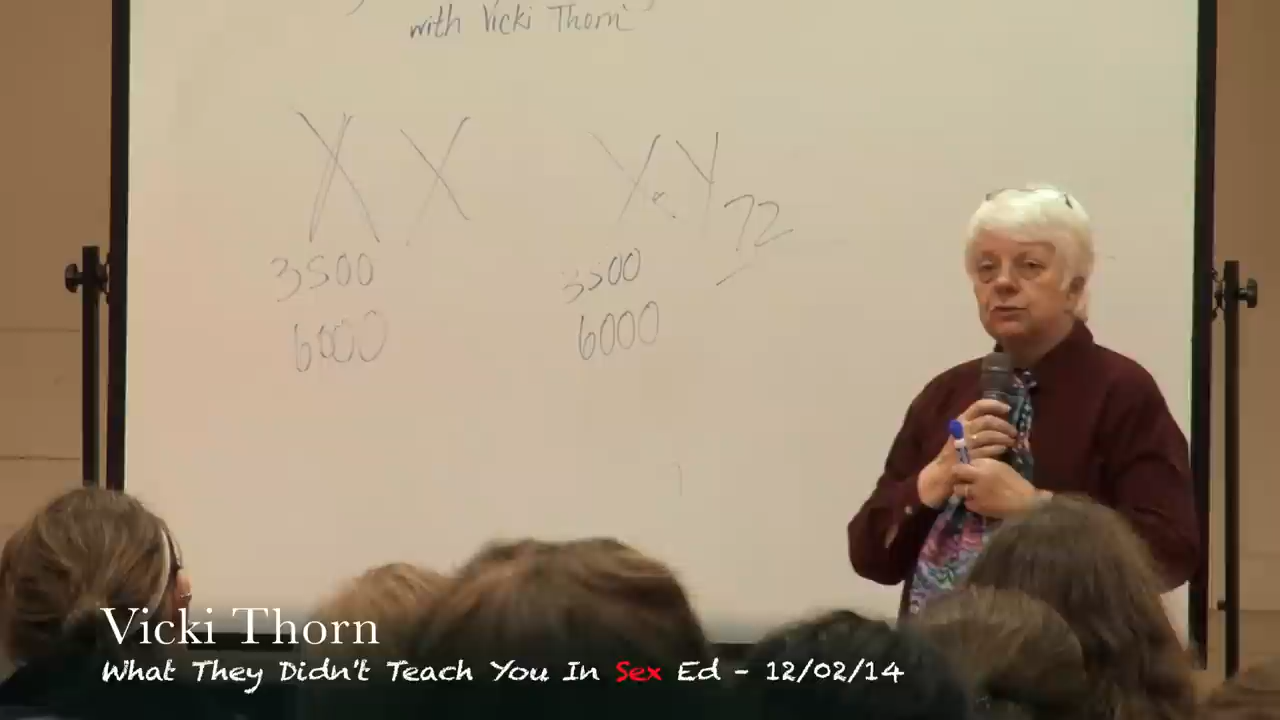 with Vicki Thorn
X X
X Y 72
3500
3500
6000
6000
Vicki Thorn
What They Didn't Teach You In Sex Ed - 12/02/14